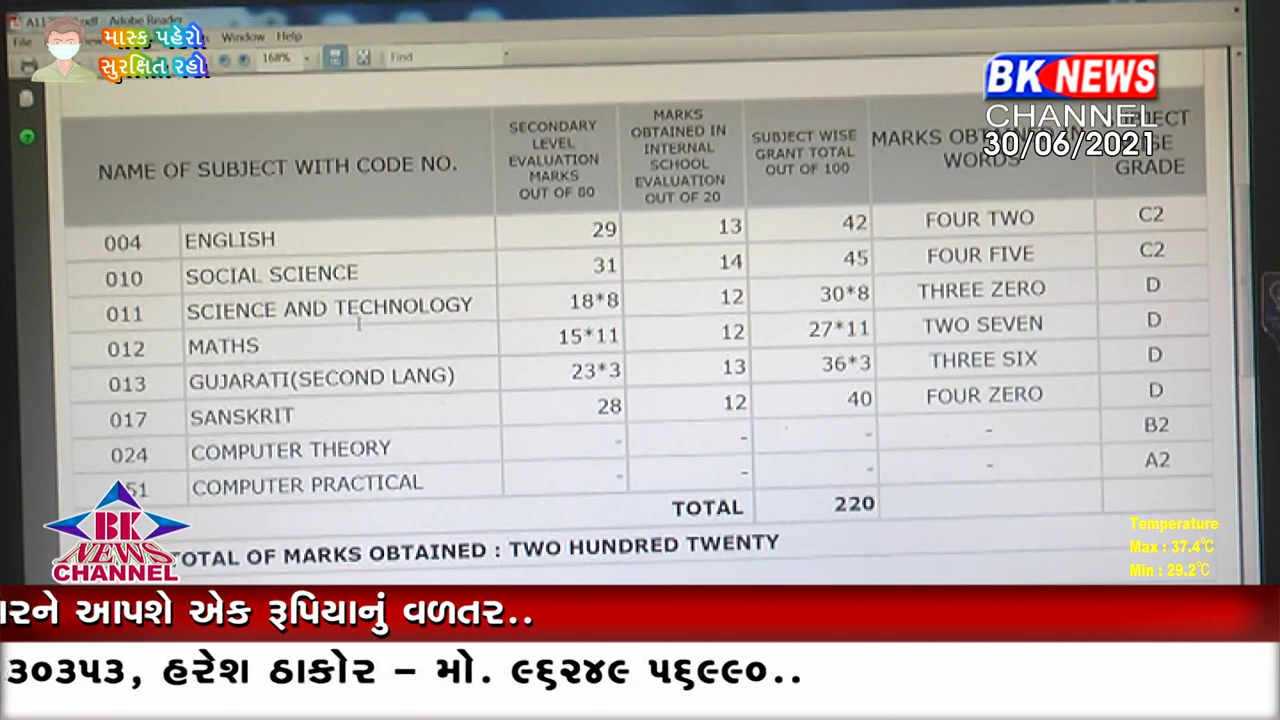 Adobe Reader
માસ્ક પહેરો
સુરક્ષિત રહો
File
Window Help
168%
Find
BK NEWS
CHANNEL
30/06/2021
NAME OF SUBJECT WITH CODE NO.
SECONDARY LEVEL EVALUATION MARKS OUT OF 80
MARKS OBTAINED IN INTERNAL SCHOOL EVALUATION OUT OF 20
SUBJECT WISE GRANT TOTAL OUT OF 100
MARKS OBTAINED IN WORDS
SUBJECT WISE GRADE
004 ENGLISH 29 13 42 FOUR TWO C2
010 SOCIAL SCIENCE 31 14 45 FOUR FIVE C2
011 SCIENCE AND TECHNOLOGY 18*8 12 30*8 THREE ZERO D
012 MATHS 15*11 12 27*11 TWO SEVEN D
013 GUJARATI(SECOND LANG) 23*3 13 36*3 THREE SIX D
017 SANSKRIT 28 12 40 FOUR ZERO D
024 COMPUTER THEORY - - - - B2
51 COMPUTER PRACTICAL - - - - A2
TOTAL 220
TOTAL OF MARKS OBTAINED : TWO HUNDRED TWENTY
BK
NEWS
CHANNEL
Temperature
Max : 37.4℃
Min : 29.2℃
રને આપશે એક રૂપિયાનું વળતર..
૩૦૩૫૩, હરેશ ઠાકોર – મો. ૯૬૨૪૯ ૫૬૯૯૦..